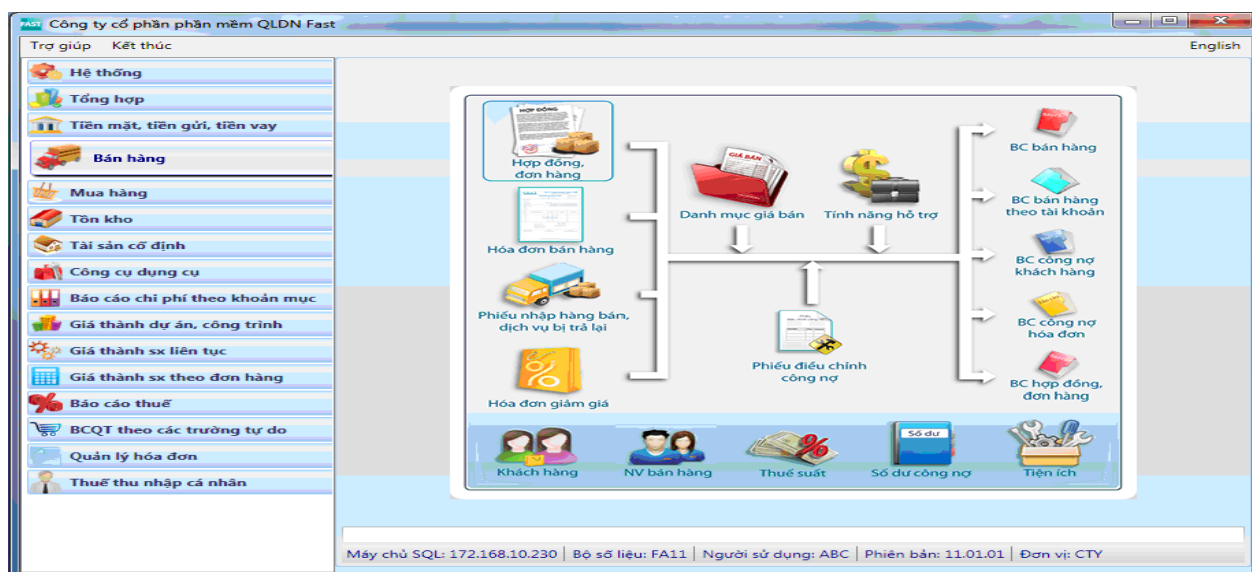 FAST Công ty cổ phần phần mềm QLDN Fast
Trợ giúp Kết thúc English
Hệ thống
Tổng hợp
Tiền mặt, tiền gửi, tiền vay
Bán hàng
Mua hàng
Tồn kho
Tài sản cố định
Công cụ dụng cụ
Báo cáo chi phí theo khoản mục
Giá thành dự án, công trình
Giá thành sx liên tục
Giá thành sx theo đơn hàng
Báo cáo thuế
BCQT theo các trường tự do
Quản lý hóa đơn
Thuế thu nhập cá nhân
HỢP ĐỒNG
Hợp đồng,
đơn hàng
Hóa đơn bán hàng
Phiếu nhập hàng bán,
dịch vụ bị trả lại
Hóa đơn giảm giá
GIÁ BÁN
Danh mục giá bán
Tính năng hỗ trợ
Phiếu điều chỉnh
công nợ
BC bán hàng
BC bán hàng
theo tài khoản
BC công nợ
khách hàng
BC công nợ
hóa đơn
BC hợp đồng,
đơn hàng
Khách hàng
NV bán hàng
Thuế suất
Số dư
Số dư công nợ
Tiện ích
Máy chủ SQL: 172.168.10.230 | Bộ số liệu: FA11 | Người sử dụng: ABC | Phiên bản: 11.01.01 | Đơn vị: CTY